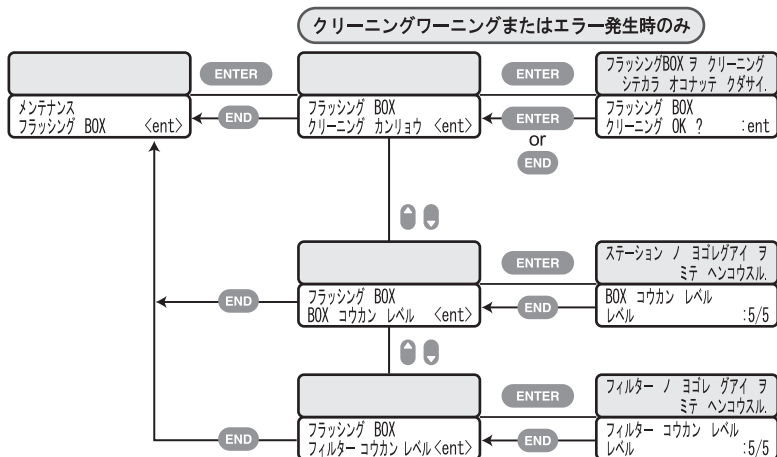 クリーニングワーニングまたはエラー発生時のみ
ENTER
ENTER
フラッシングBOX ヲ クリーニング
シテカラ オコナッテ クダサイ.
メンテナンス
フラッシング BOX <ent>
END
フラッシング BOX
クリーニング カンリョウ <ent>
ENTER
or
END
フラッシング BOX
クリーニング OK ? :ent
ENTER
ステーション ノ ヨゴレグアイ ヲ
ミテ ヘンコウスル.
END
フラッシング BOX
BOX コウカン レベル <ent>
END
BOX コウカン レベル
レベル :5/5
ENTER
フィルター ノ ヨゴレ グアイ ヲ
ミテ ヘンコウスル.
END
フラッシング BOX
フィルター コウカン レベル<ent>
END
フィルター コウカン レベル
レベル :5/5